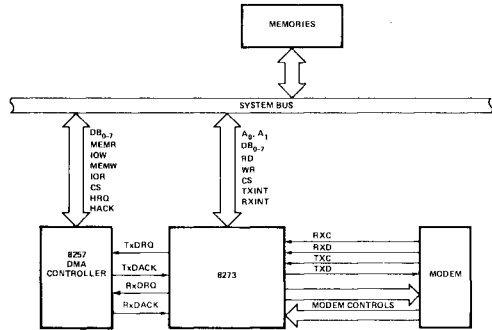 MEMORIES
SYSTEM BUS
DB0-7
MEMR
IOW
MEMW
IOR
CS
HRQ
HACK
A0, A1
DB0-7
RD
WR
CS
TXINT
RXINT
8257
DMA
CONTROLLER
TxDRQ
TxDACK
RxDRQ
RxDACK
8273
RXC
RXD
TXC
TXD
MODEM CONTROLS
MODEM